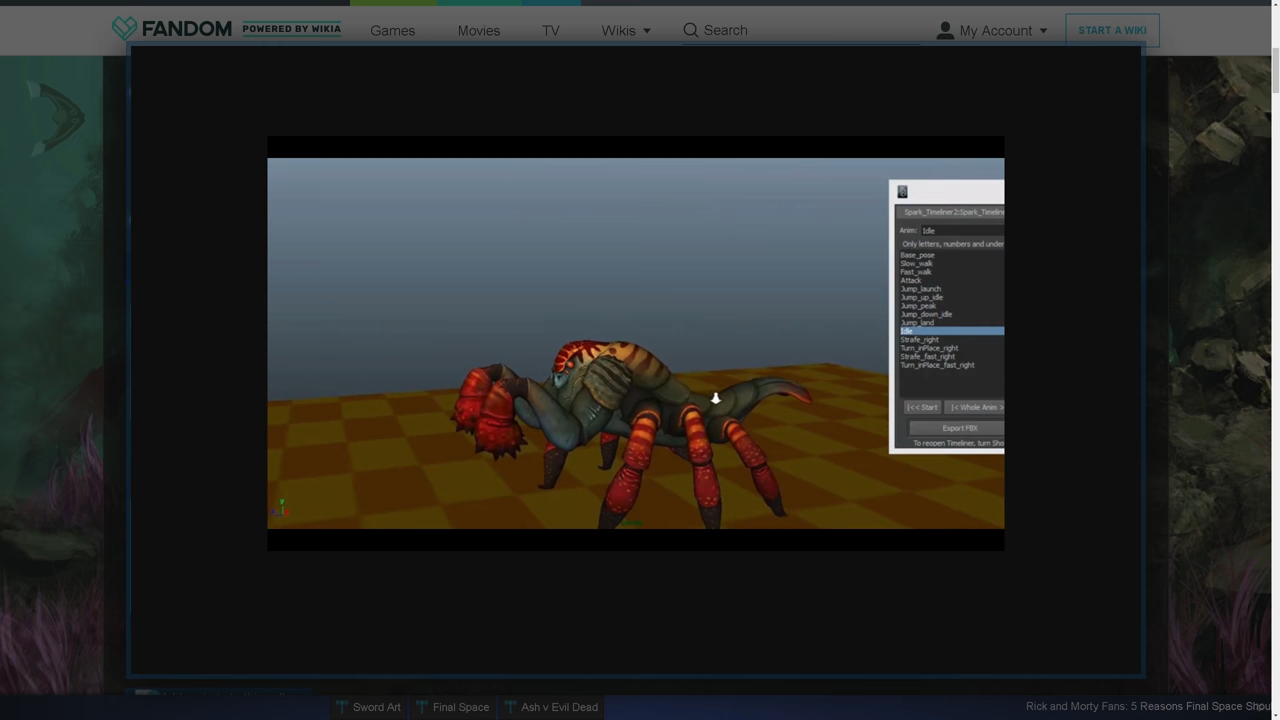 FANDOM POWERED BY WIKIA Games Movies TV Wikis Search My Account START A WIKI
Spark_Timeliner2:Spark_Timeline
Anim: Idle
Only letters, numbers and under
Base_pose
Slow_walk
Fast_walk
Attack
Jump_launch
Jump_up_idle
Jump_peak
Jump_down_idle
Jump_land
Idle
Strafe_right
Turn_inPlace_right
Strafe_fast_right
Turn_inPlace_fast_right
|<< Start |< Whole Anim >
Export FBX
To reopen Timeliner, turn Sho
Sword Art Final Space Ash v Evil Dead Rick and Morty Fans: 5 Reasons Final Space Shou